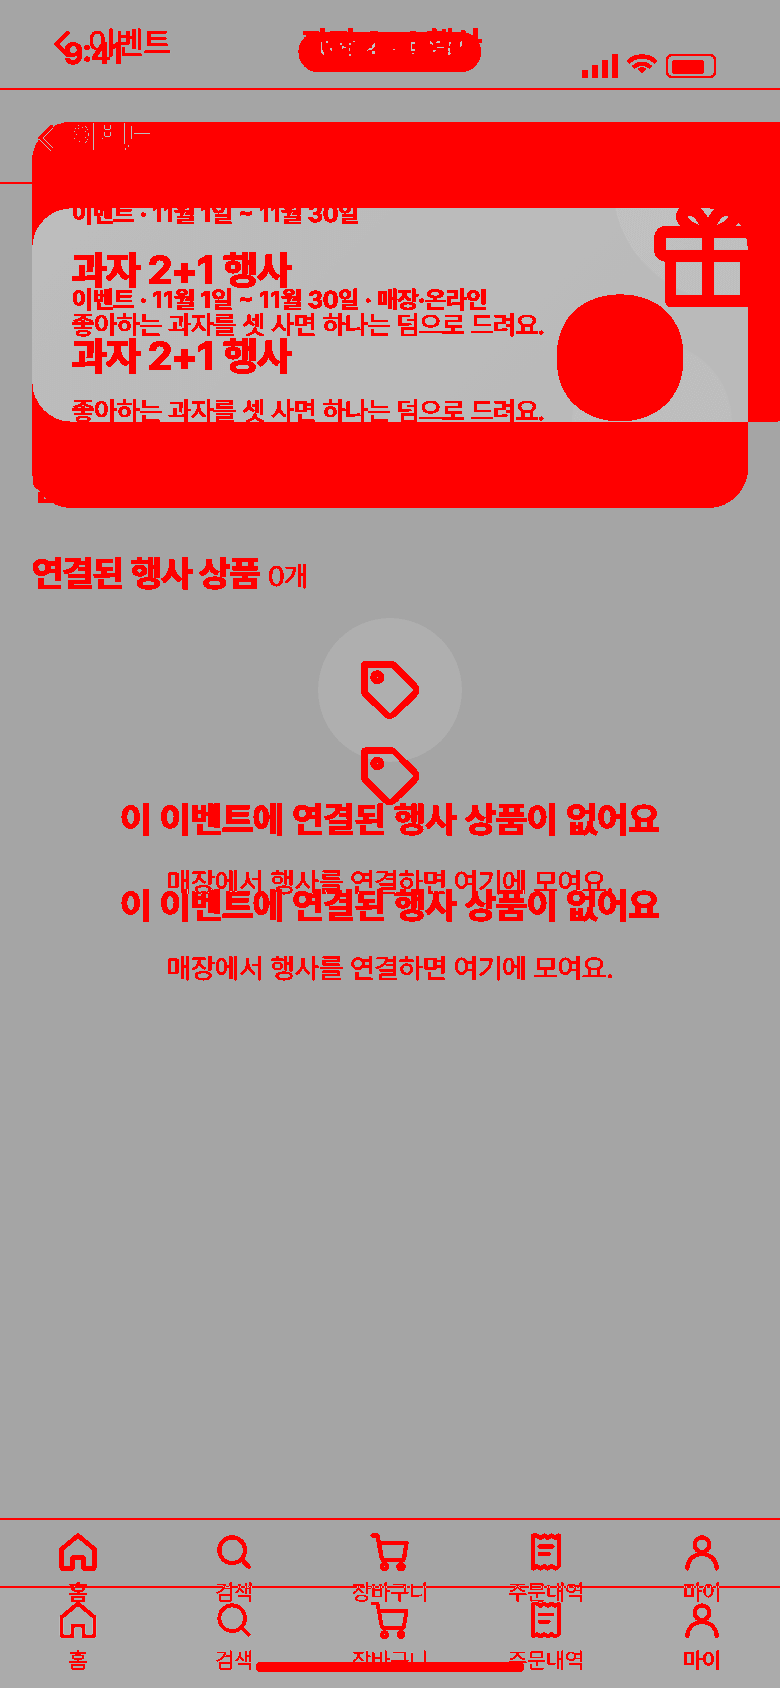 이벤트
9:41
이벤트
이벤트 · 11월 1일 ~ 11월 30일
과자 2+1 행사
이벤트 · 11월 1일 ~ 11월 30일 · 매장·온라인
좋아하는 과자를 셋 사면 하나는 덤으로 드려요.
과자 2+1 행사
좋아하는 과자를 셋 사면 하나는 덤으로 드려요.
연결된 행사 상품 0개
이 이벤트에 연결된 행사 상품이 없어요
매장에서 행사를 연결하면 여기에 모여요.
이 이벤트에 연결된 행사 상품이 없어요
매장에서 행사를 연결하면 여기에 모여요.
홈 검색 장바구니 주문내역 마이
홈 검색 장바구니 주문내역 마이